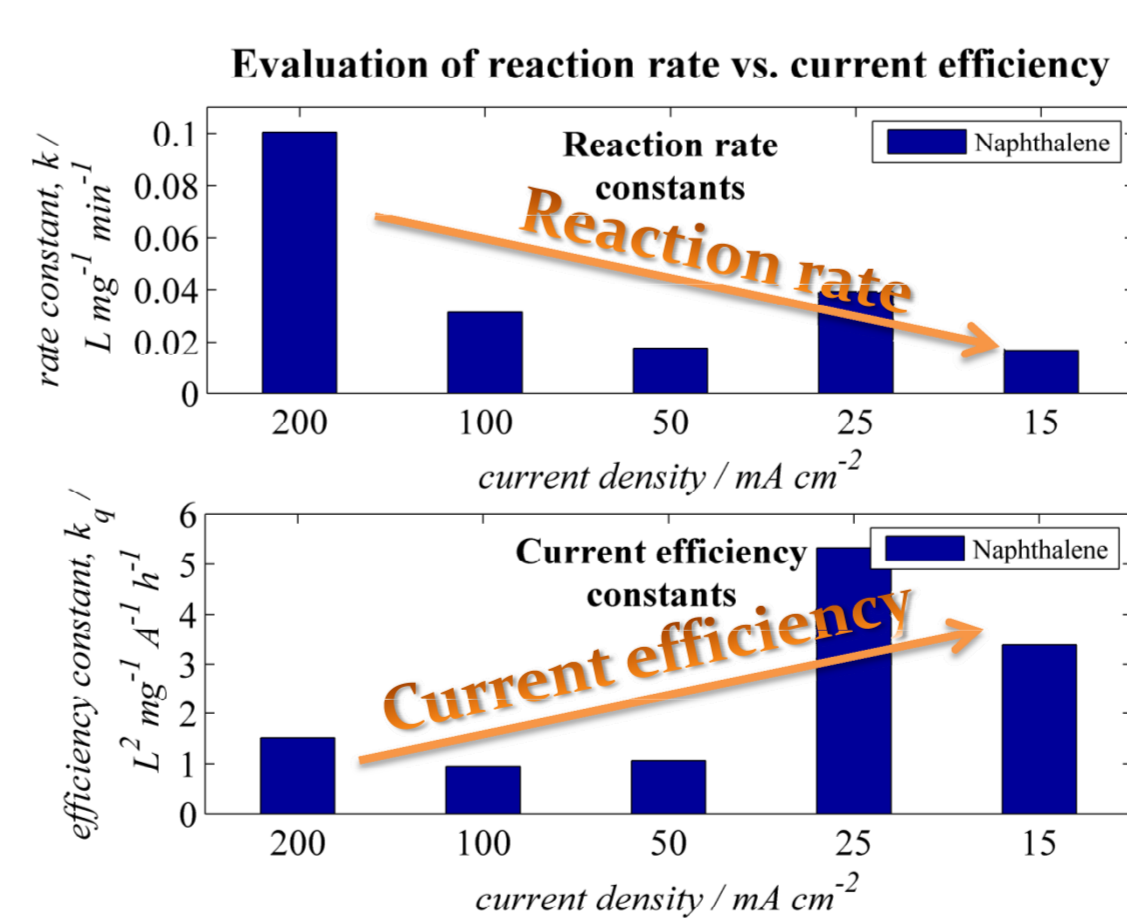 Evaluation of reaction rate vs. current efficiency
rate constant, k /
L mg^-1 min^-1
0.1
0.08
0.06
0.04
0.02
0
Reaction rate
constants
Naphthalene
Reaction rate
200 100 50 25 15
current density / mA cm^-2
efficiency constant, k_q /
L^2 mg^-1 A^-1 h^-1
6
5
4
3
2
1
0
Current efficiency
constants
Naphthalene
Current efficiency
200 100 50 25 15
current density / mA cm^-2